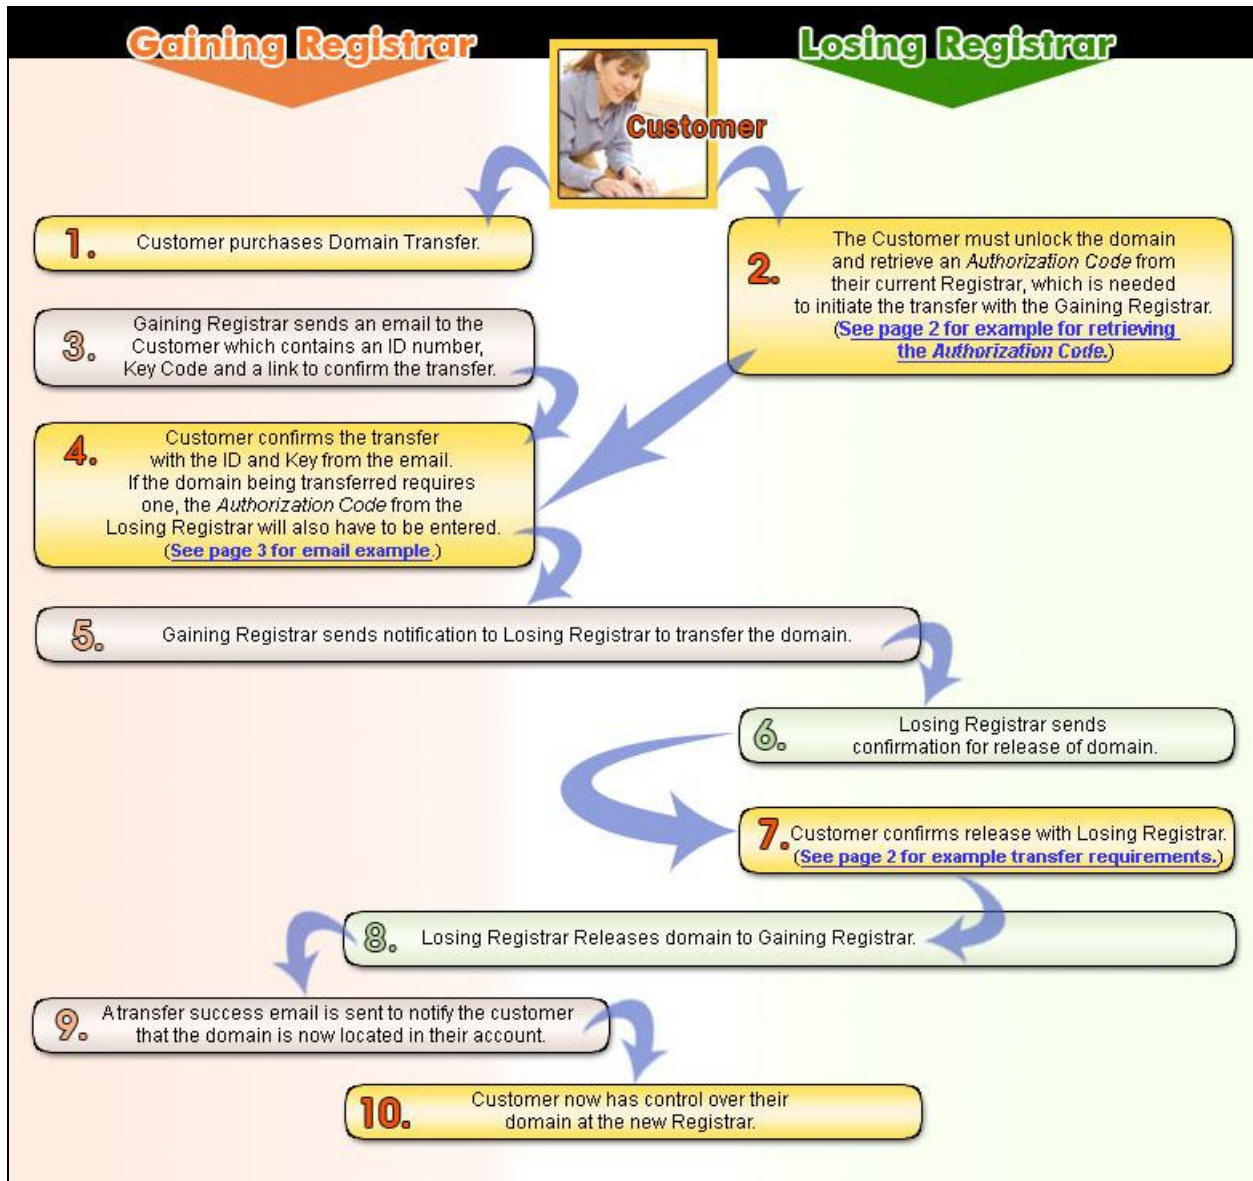 Gaining Registrar
Losing Registrar
Customer
1.
Customer purchases Domain Transfer.
2.
The Customer must unlock the domain
and retrieve an Authorization Code from
their current Registrar, which is needed
to initiate the transfer with the Gaining Registrar.
(See page 2 for example for retrieving
the Authorization Code.)
3.
Gaining Registrar sends an email to the
Customer which contains an ID number,
Key Code and a link to confirm the transfer.
4.
Customer confirms the transfer
with the ID and Key from the email.
If the domain being transferred requires
one, the Authorization Code from the
Losing Registrar will also have to be entered.
(See page 3 for email example.)
5.
Gaining Registrar sends notification to Losing Registrar to transfer the domain.
6.
Losing Registrar sends
confirmation for release of domain.
7.
Customer confirms release with Losing Registrar.
(See page 2 for example transfer requirements.)
8.
Losing Registrar Releases domain to Gaining Registrar.
9.
A transfer success email is sent to notify the customer
that the domain is now located in their account.
10.
Customer now has control over their
domain at the new Registrar.